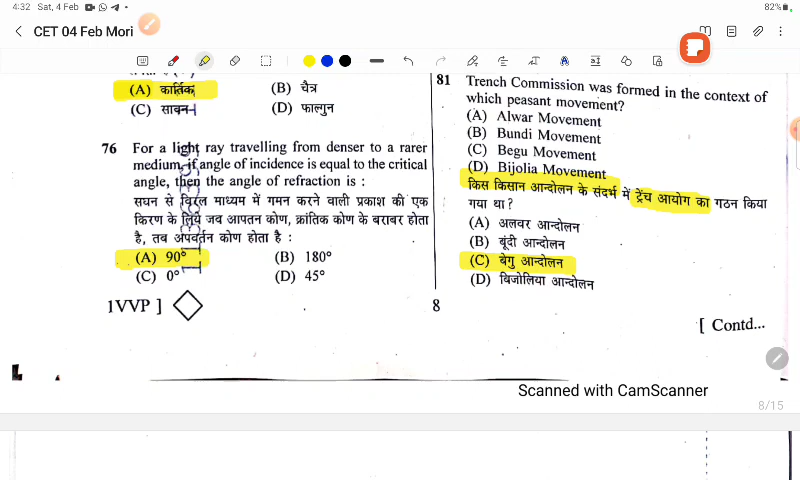 4:32 Sat, 4 Feb
82%
CET 04 Feb Mori
(A) कार्तिक
(B) चैत्र
(C) सावन
(D) फाल्गुन
76 For a light ray travelling from denser to a rarer
medium, if angle of incidence is equal to the critical
angle, then the angle of refraction is :
सघन से विरल माध्यम में गमन करने वाली प्रकाश की एक
किरण के लिये जब आपतन कोण, क्रांतिक कोण के बराबर होता
है, तब अपवर्तन कोण होता है :
(A) 90°
(B) 180°
(C) 0°
(D) 45°
1VVP ]
8
81 Trench Commission was formed in the context of
which peasant movement?
(A) Alwar Movement
(B) Bundi Movement
(C) Begu Movement
(D) Bijolia Movement
किस किसान आन्दोलन के संदर्भ में ट्रेंच आयोग का गठन किया
गया था ?
(A) अलवर आन्दोलन
(B) बूंदी आन्दोलन
(C) बेगु आन्दोलन
(D) बिजोलिया आन्दोलन
[ Contd...
Scanned with CamScanner
8/15